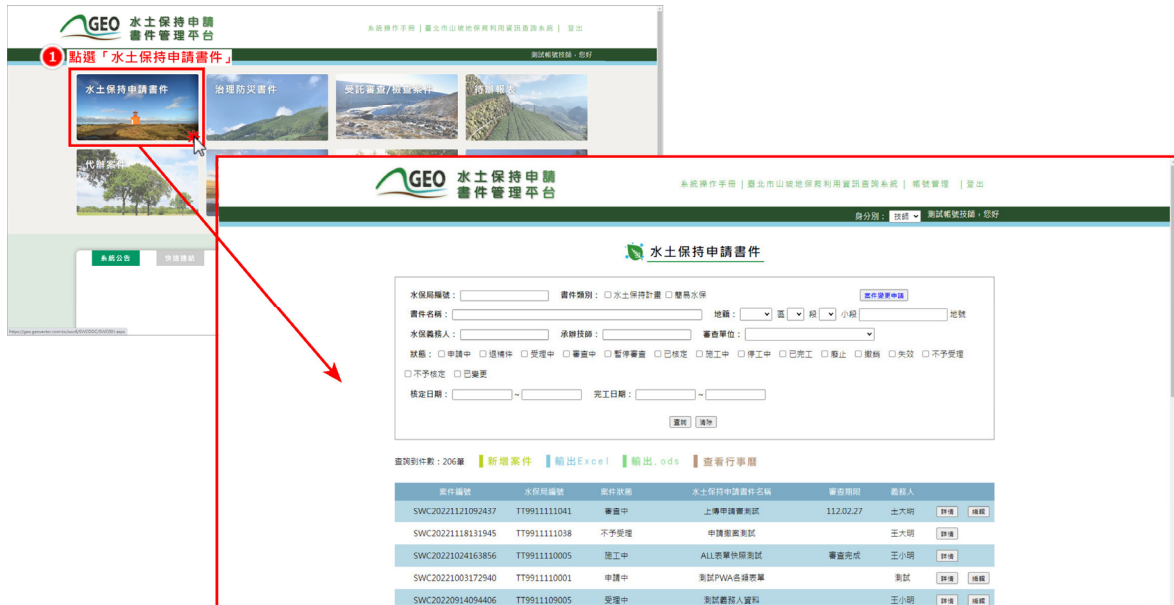 GEO 水土保持申請
書件管理平台
系統操作手冊 | 臺北市山坡地保育利用資訊查詢系統 | 登出
測試帳號技師,您好
1 點選「水土保持申請書件」
水土保持申請書件
治理防災書件
受託審查/檢查案件
待辦報表
代辦案件
系統公告
快速連結
GEO 水土保持申請
書件管理平台
系統操作手冊 | 臺北市山坡地保育利用資訊查詢系統 | 帳號管理 | 登出
身分別: 技師 測試帳號技師,您好
水土保持申請書件
水保局編號: 書件類別: 水土保持計畫 簡易水保 案件變更申請
書件名稱: 地籍: 區 段 小段 地號
水保義務人: 承辦技師: 審查單位:
狀態: 申請中 退補件 受理中 審查中 暫停審查 已核定 施工中 停工中 已完工 廢止 撤銷 失效 不予受理
不予核定 已變更
核定日期: ~ 完工日期: ~
查詢 清除
查詢到件數:206筆 新增案件 輸出Excel 輸出.ods 查看行事曆
案件編號 水保局編號 案件狀態 水土保持申請書件名稱 審查期限 義務人
SWC20221121092437 TT9911111041 審查中 上傳申請書測試 112.02.27 王大明 詳情 編輯
SWC20221118131945 TT9911111038 不予受理 申請撤案測試 王大明 詳情
SWC20221024163856 TT9911110005 施工中 ALL表單快照測試 審查完成 王小明 詳情
SWC20221003172940 TT9911110001 申請中 測試PWA各類表單 測試 詳情 編輯
SWC20220914094406 TT9911109005 受理中 測試義務人資料 王小明 詳情 編輯